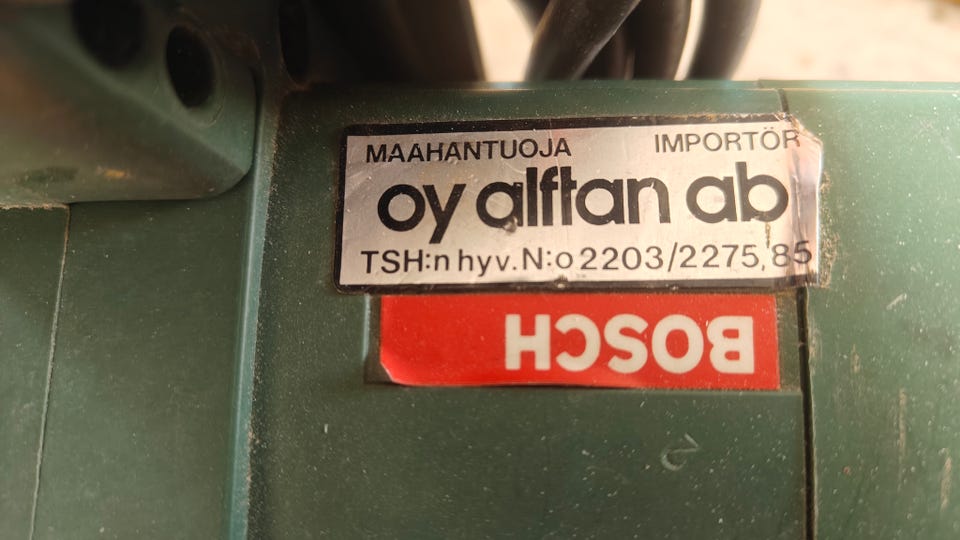 MAAHANTUOJA IMPORTÖR
oy alftan ab
TSH:n hyv. N:o 2203/2275,85
BOSCH